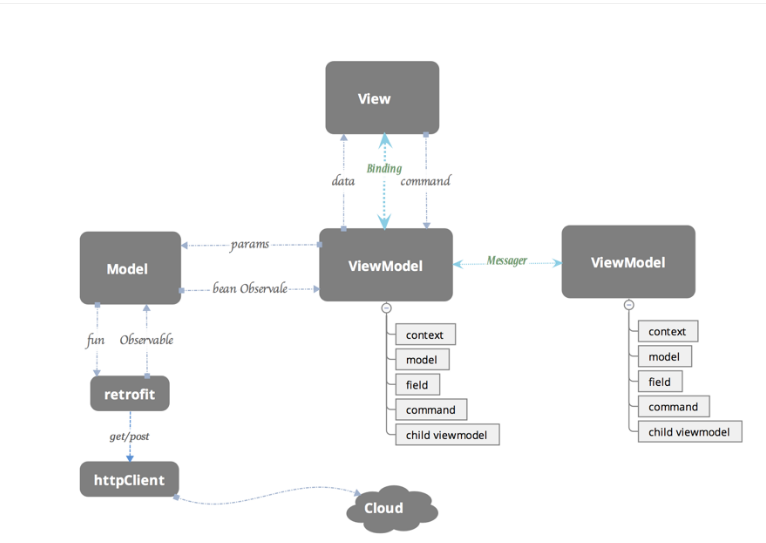 View
Binding
data
command
params
ViewModel
Messager
ViewModel
Model
bean Observale
fun
Observable
retrofit
get/post
httpClient
Cloud
context
model
field
command
child viewmodel
context
model
field
command
child viewmodel